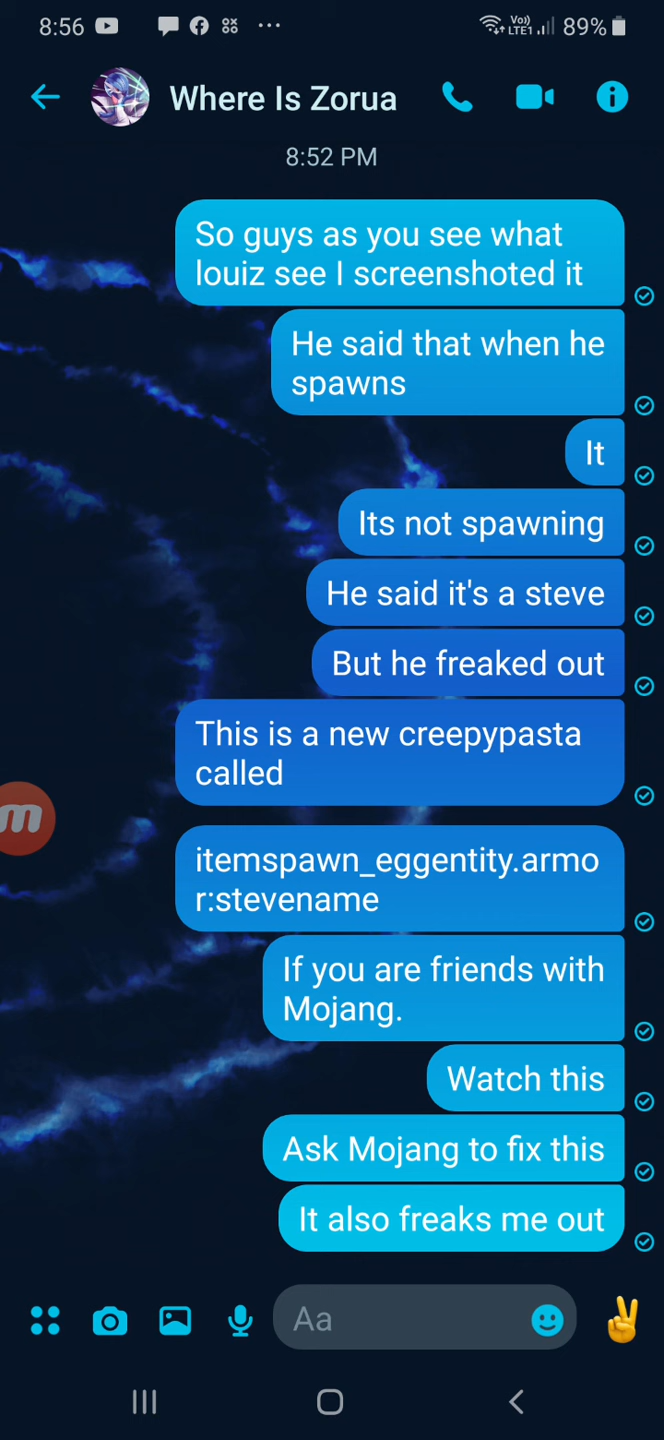 8:56
Vo)
LTE1
89%
Where Is Zorua
8:52 PM
So guys as you see what
louiz see I screenshoted it
He said that when he
spawns
It
Its not spawning
He said it's a steve
But he freaked out
This is a new creepypasta
called
itemspawn_eggentity.armo
r:stevename
If you are friends with
Mojang.
Watch this
Ask Mojang to fix this
It also freaks me out
Aa